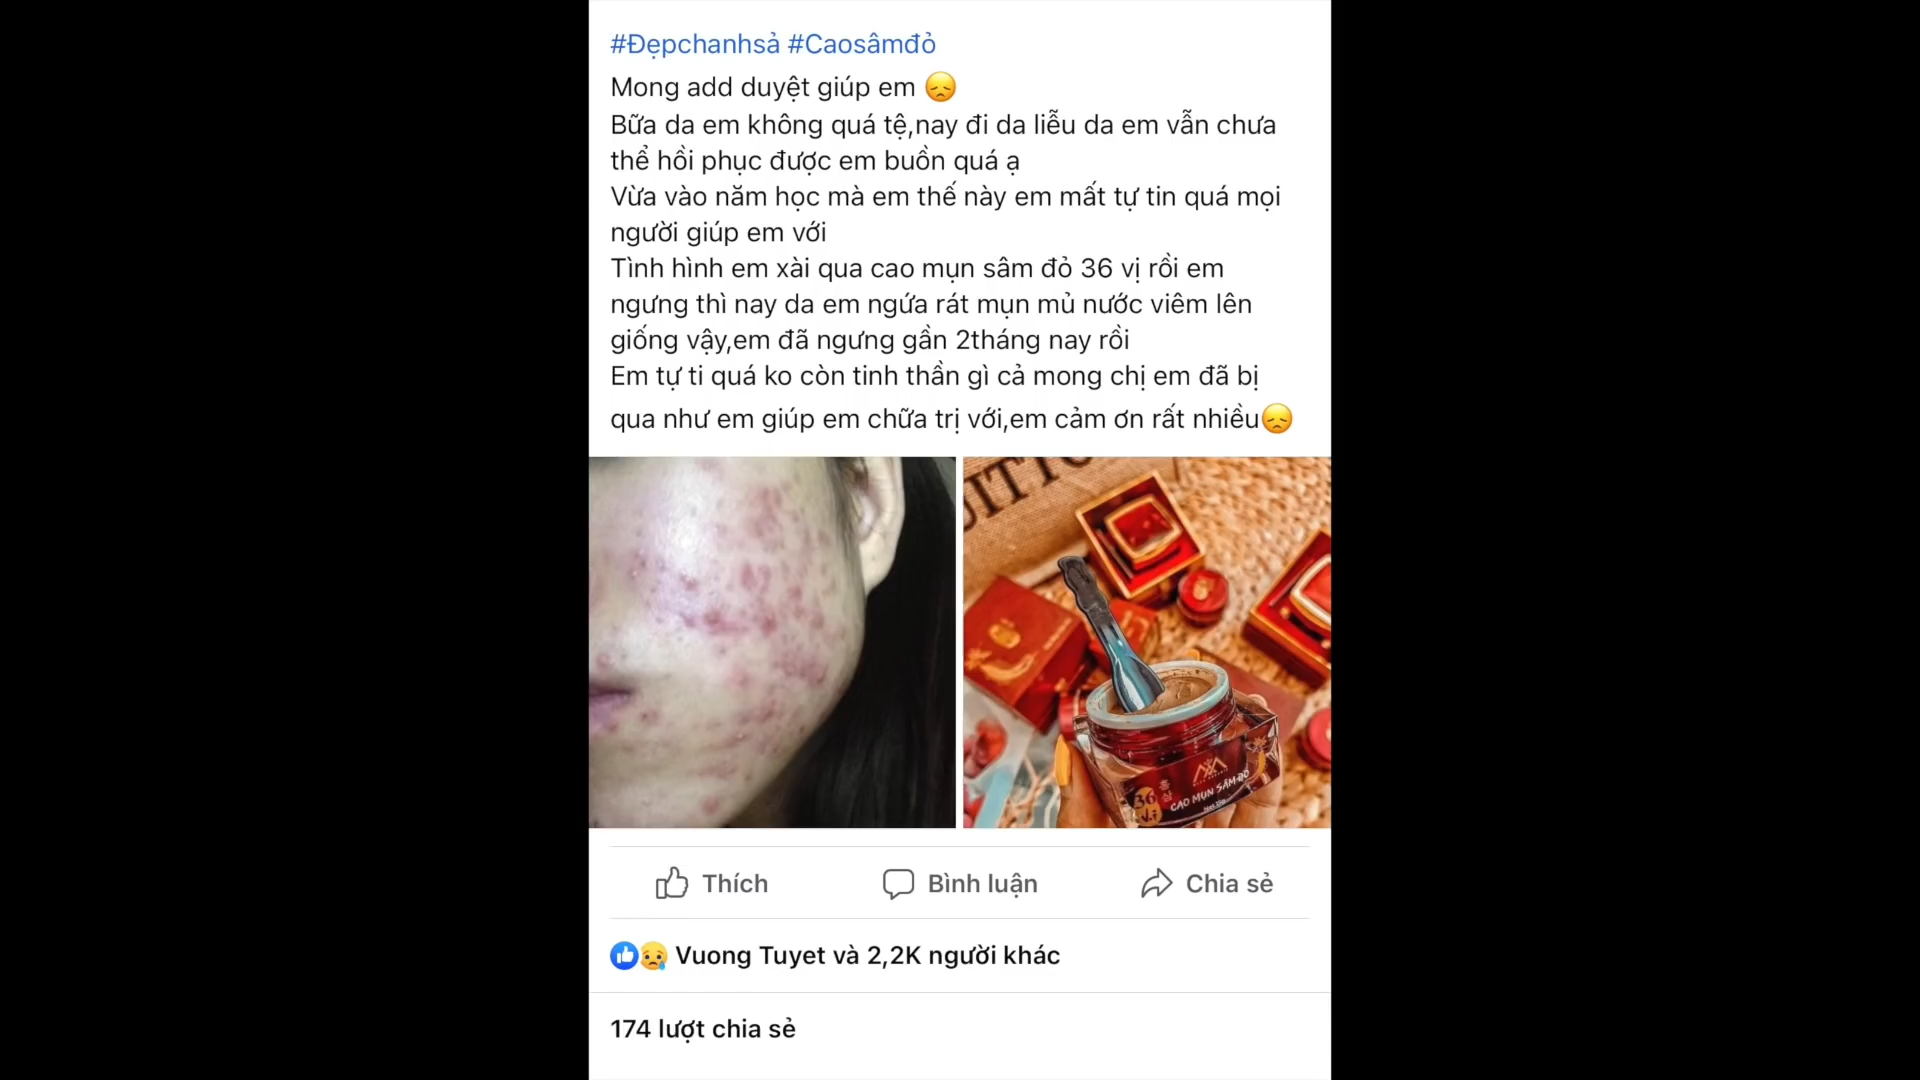 #Đẹpchanhsả #Caosâmđỏ
Mong add duyệt giúp em 😞
Bữa da em không quá tệ,nay đi da liễu da em vẫn chưa
thể hồi phục được em buồn quá ạ
Vừa vào năm học mà em thế này em mất tự tin quá mọi
người giúp em với
Tình hình em xài qua cao mụn sâm đỏ 36 vị rồi em
ngưng thì nay da em ngứa rát mụn mủ nước viêm lên
giống vậy,em đã ngưng gần 2tháng nay rồi
Em tự ti quá ko còn tinh thần gì cả mong chị em đã bị
qua như em giúp em chữa trị với,em cảm ơn rất nhiều😞
UITTO
36
홍삼
CAO MỤN SÂM ĐỎ
Thích
Bình luận
Chia sẻ
Vuong Tuyet và 2,2K người khác
174 lượt chia sẻ